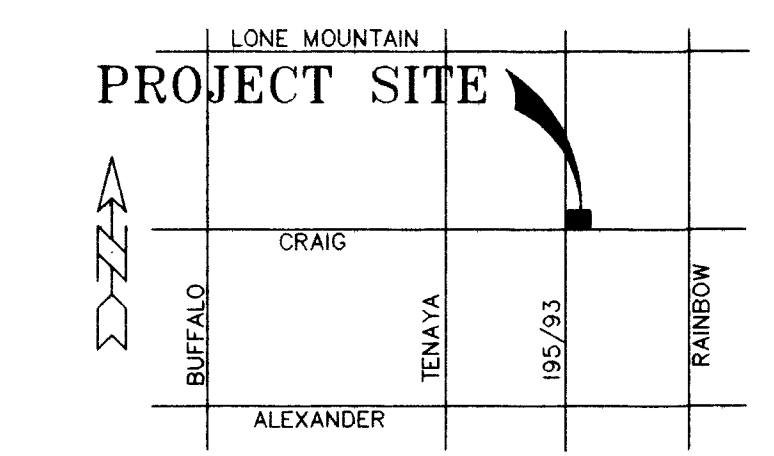 LONE MOUNTAIN
PROJECT SITE
N
CRAIG
BUFFALO
TENAYA
195/93
RAINBOW
ALEXANDER